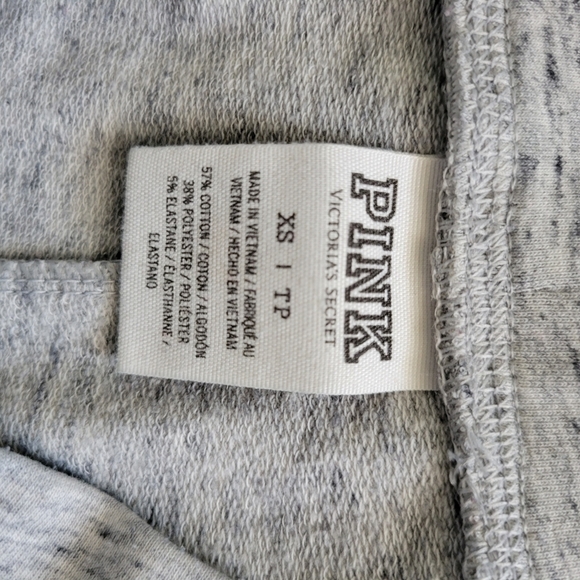 PINK
VICTORIA'S SECRET
XS | TP
MADE IN VIETNAM / FABRIQUÉ AU
VIETNAM / HECHO EN VIETNAM
57% COTTON / COTON / ALGODÓN
38% POLYESTER / POLIÉSTER
5% ELASTANE / ÉLASTHANNE /
ELASTANO